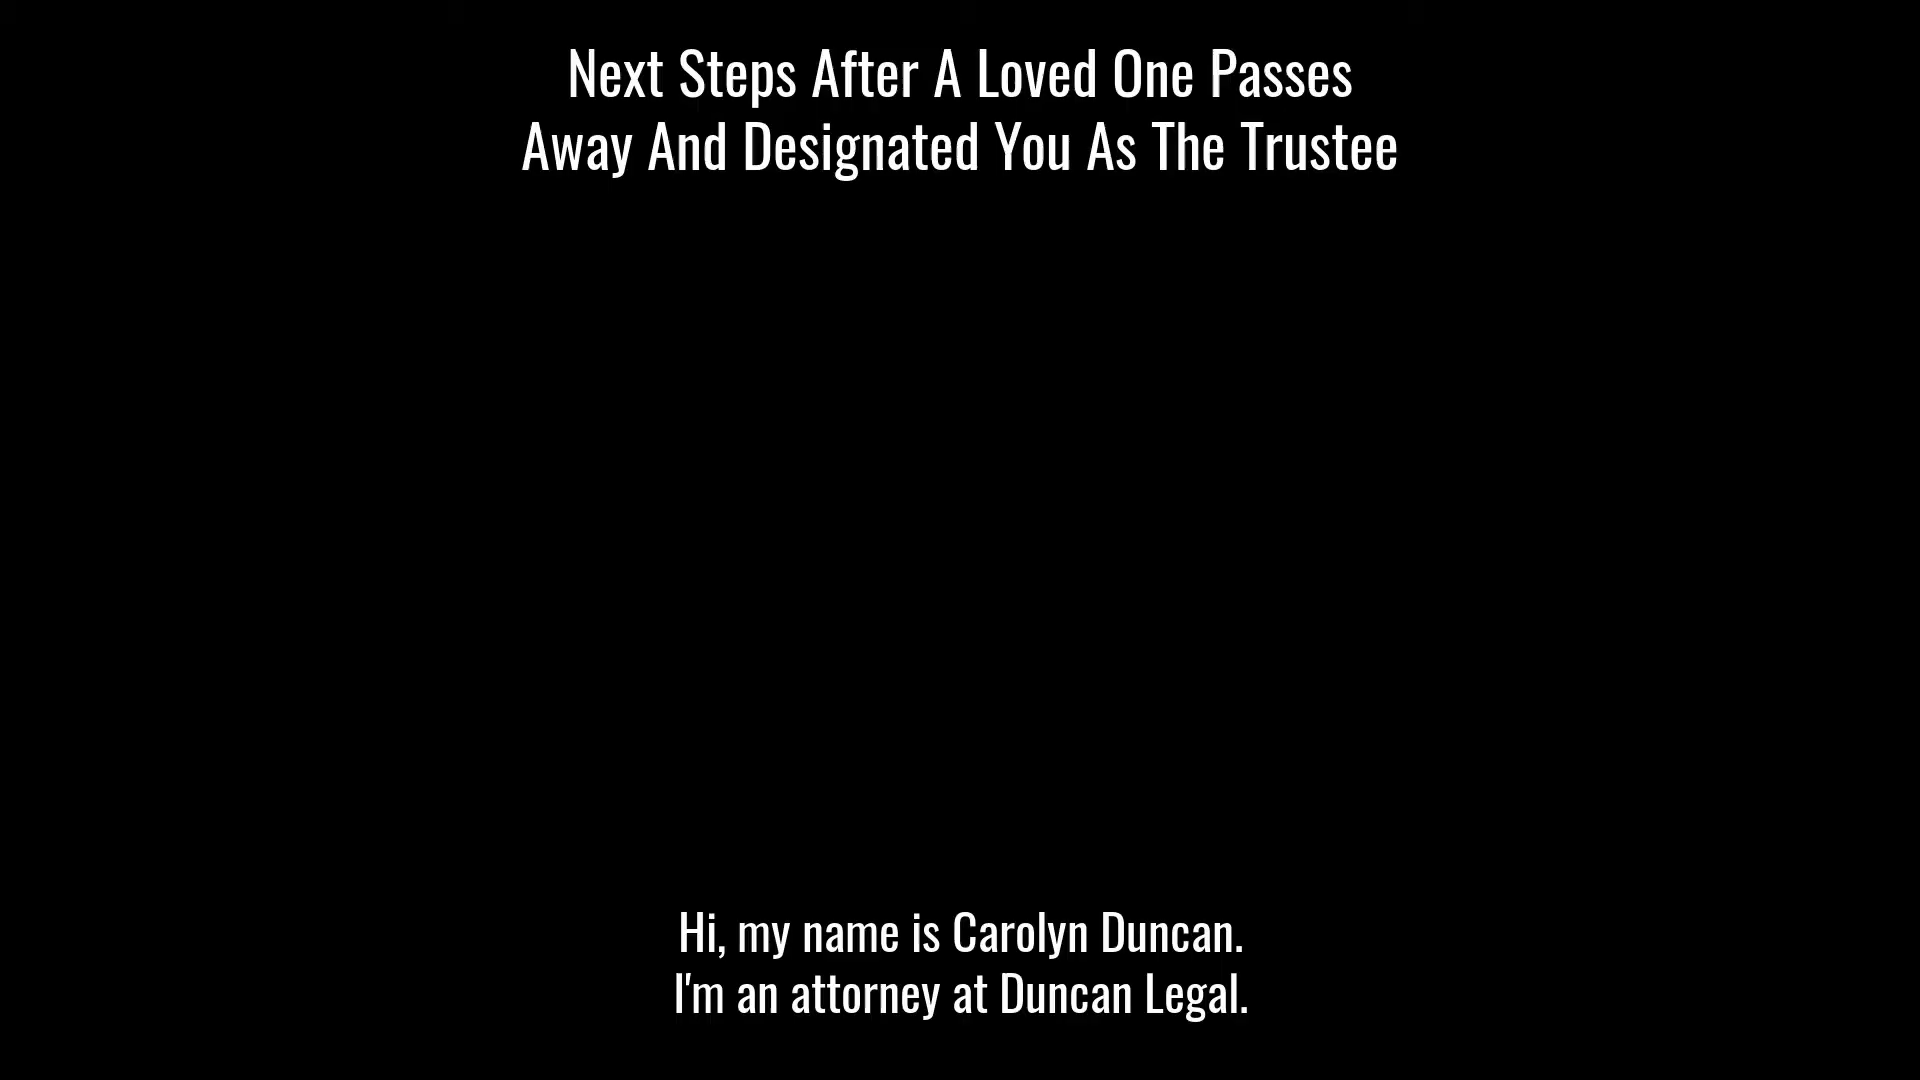 Next Steps After A Loved One Passes
Away And Designated You As The Trustee
Hi, my name is Carolyn Duncan.
I'm an attorney at Duncan Legal.